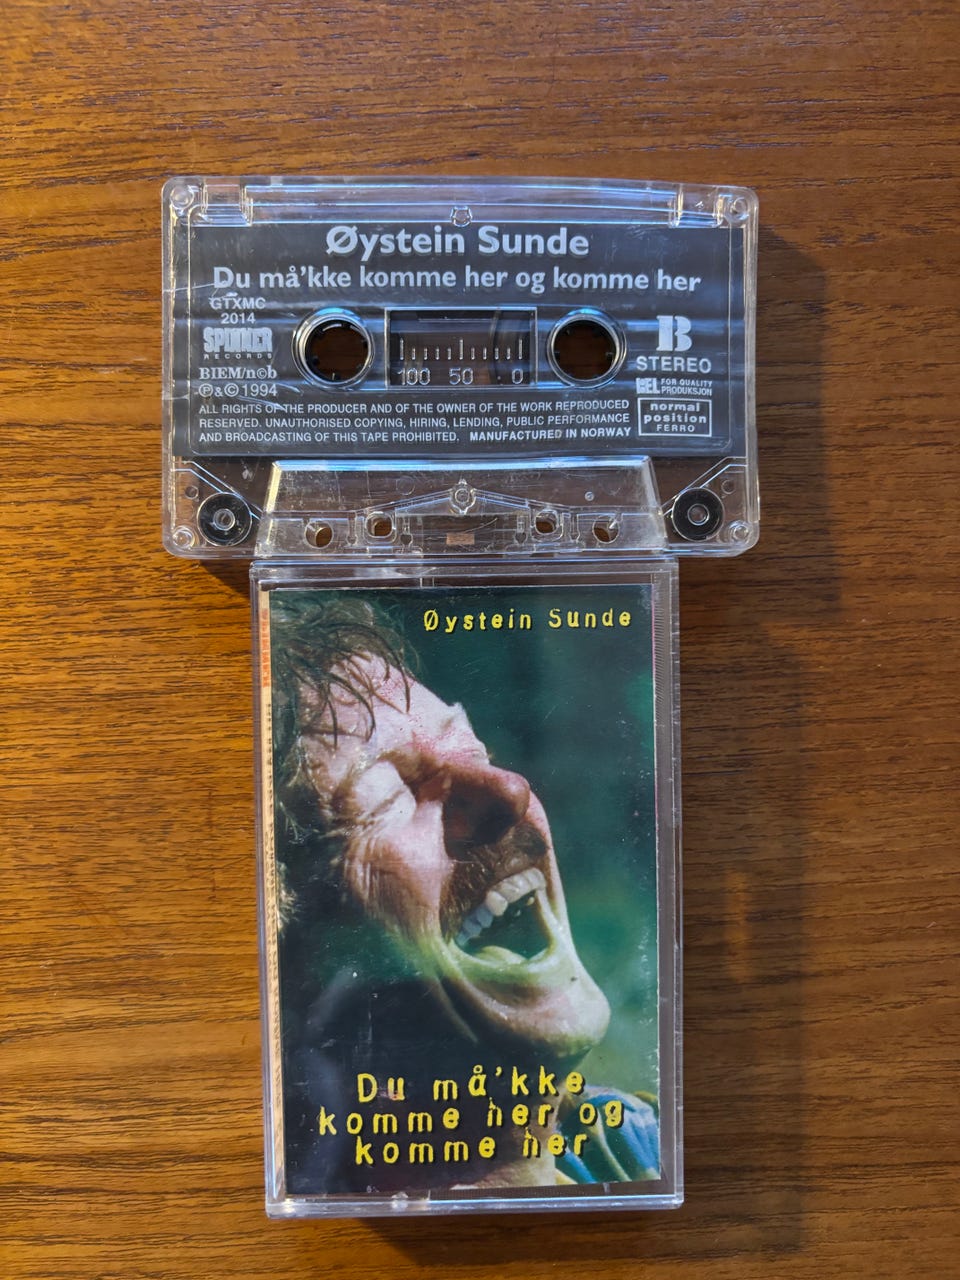 Øystein Sunde
Du må'kke komme her og komme her
GTXMC
2014
SPINNER
RECORDS
BIEM/n©b
Ⓟ&© 1994
100 50 0
B
STEREO
FOR QUALITY
PRODUKSJON
normal
position
FERRO
ALL RIGHTS OF THE PRODUCER AND OF THE OWNER OF THE WORK REPRODUCED
RESERVED. UNAUTHORISED COPYING, HIRING, LENDING, PUBLIC PERFORMANCE
AND BROADCASTING OF THIS TAPE PROHIBITED. MANUFACTURED IN NORWAY
Øystein Sunde
Du må'kke
komme her og
komme her